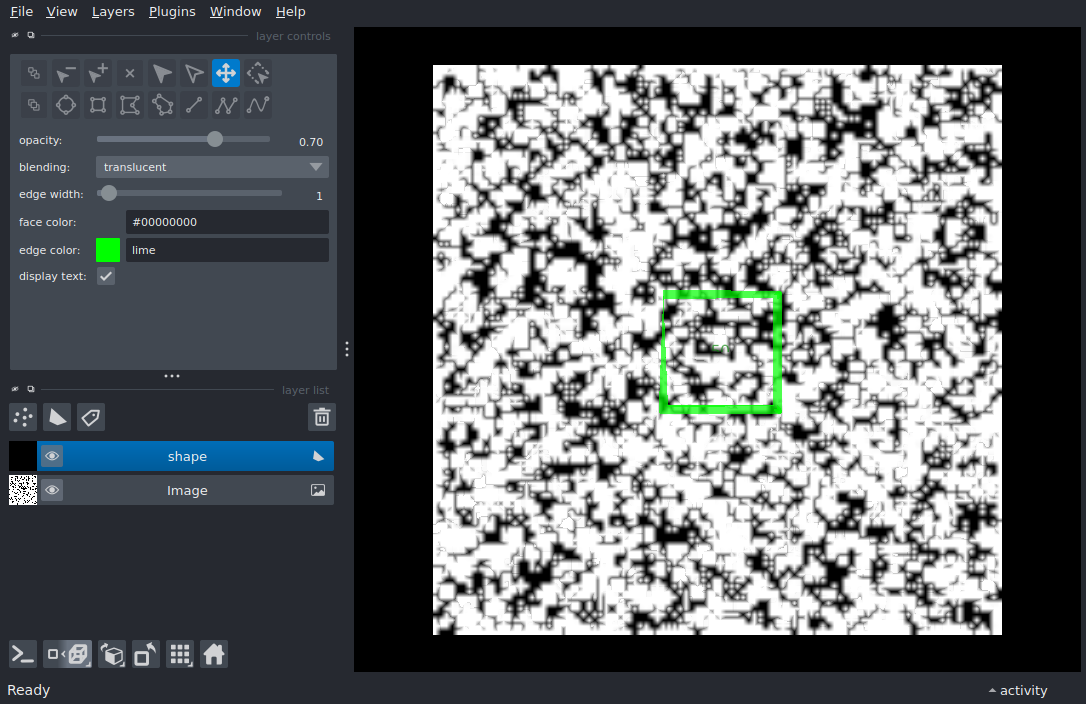 File View Layers Plugins Window Help
layer controls
opacity: 0.70
blending: translucent
edge width: 1
face color: #00000000
edge color: lime
display text:
layer list
shape
Image
Ready
activity